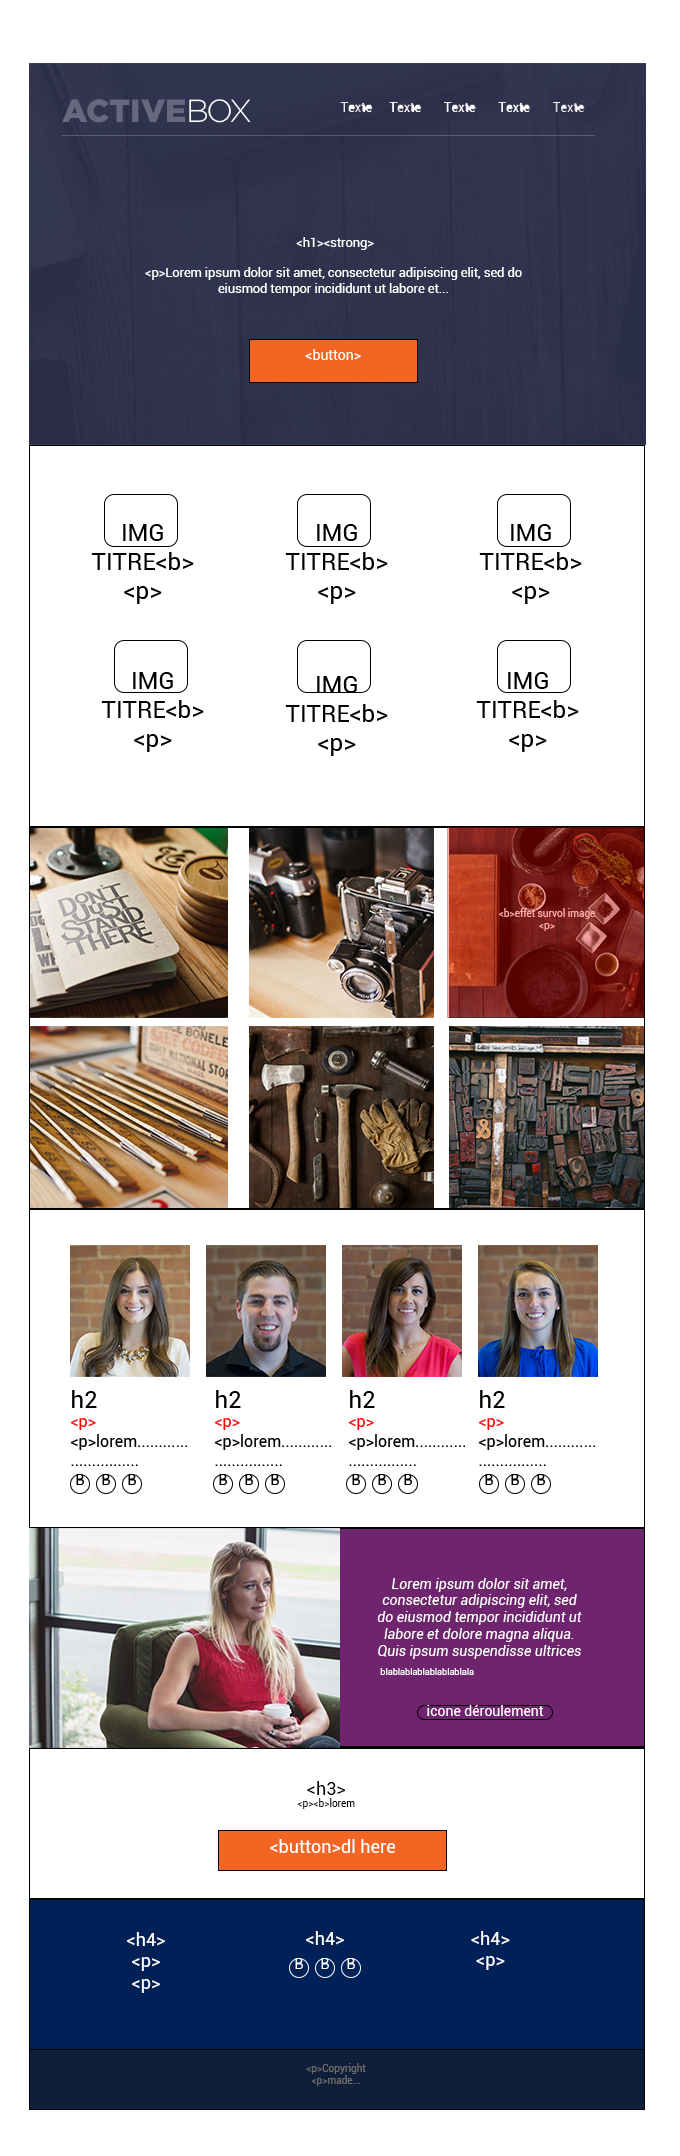 ACTIVEBOX
Texte Texte Texte Texte Texte
<h1><strong>
<p>Lorem ipsum dolor sit amet, consectetur adipiscing elit, sed do
eiusmod tempor incididunt ut labore et...
<button>
IMG IMG IMG
TITRE<b> TITRE<b> TITRE<b>
<p> <p> <p>
IMG IMG IMG
TITRE<b> TITRE<b> TITRE<b>
<p> <p> <p>
DON'T
JUST
STAND
THERE
<b>effet survol image
<p>
h2 h2 h2 h2
<p> <p> <p> <p>
<p>lorem............ <p>lorem............ <p>lorem............ <p>lorem............
................ ................ ................ ................
B B B B B B B B B B B B
Lorem ipsum dolor sit amet,
consectetur adipiscing elit, sed
do eiusmod tempor incididunt ut
labore et dolore magna aliqua.
Quis ipsum suspendisse ultrices
blablablablablablablala
icone déroulement
<h3>
<p><b>lorem
<button>dl here
<h4> <h4> <h4>
<p> B B B <p>
<p>
<p>Copyright
<p>made...